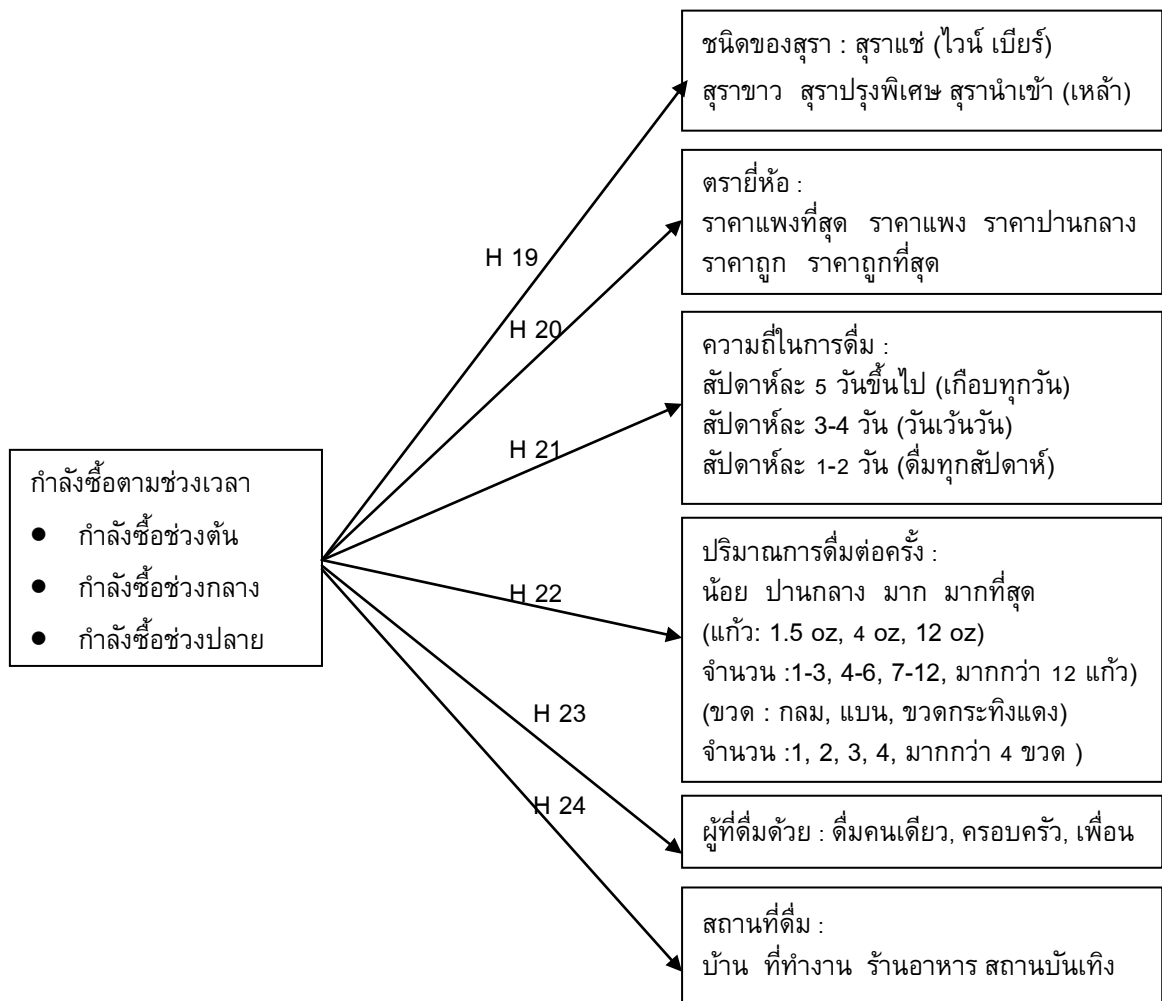 ชนิดของสุรา : สุราแช่ (ไวน์ เบียร์)
สุราขาว สุราปรุงพิเศษ สุรานำเข้า (เหล้า)
ตรายี่ห้อ :
ราคาแพงที่สุด ราคาแพง ราคาปานกลาง
ราคาถูก ราคาถูกที่สุด
H 19
H 20
ความถี่ในการดื่ม :
สัปดาห์ละ 5 วันขึ้นไป (เกือบทุกวัน)
สัปดาห์ละ 3-4 วัน (วันเว้นวัน)
สัปดาห์ละ 1-2 วัน (ดื่มทุกสัปดาห์)
H 21
กำลังซื้อตามช่วงเวลา
● กำลังซื้อช่วงต้น
● กำลังซื้อช่วงกลาง
● กำลังซื้อช่วงปลาย
H 22
ปริมาณการดื่มต่อครั้ง :
น้อย ปานกลาง มาก มากที่สุด
(แก้ว: 1.5 oz, 4 oz, 12 oz)
จำนวน :1-3, 4-6, 7-12, มากกว่า 12 แก้ว)
(ขวด : กลม, แบน, ขวดกระทิงแดง)
จำนวน :1, 2, 3, 4, มากกว่า 4 ขวด )
H 23
H 24
ผู้ที่ดื่มด้วย : ดื่มคนเดียว, ครอบครัว, เพื่อน
สถานที่ดื่ม :
บ้าน ที่ทำงาน ร้านอาหาร สถานบันเทิง